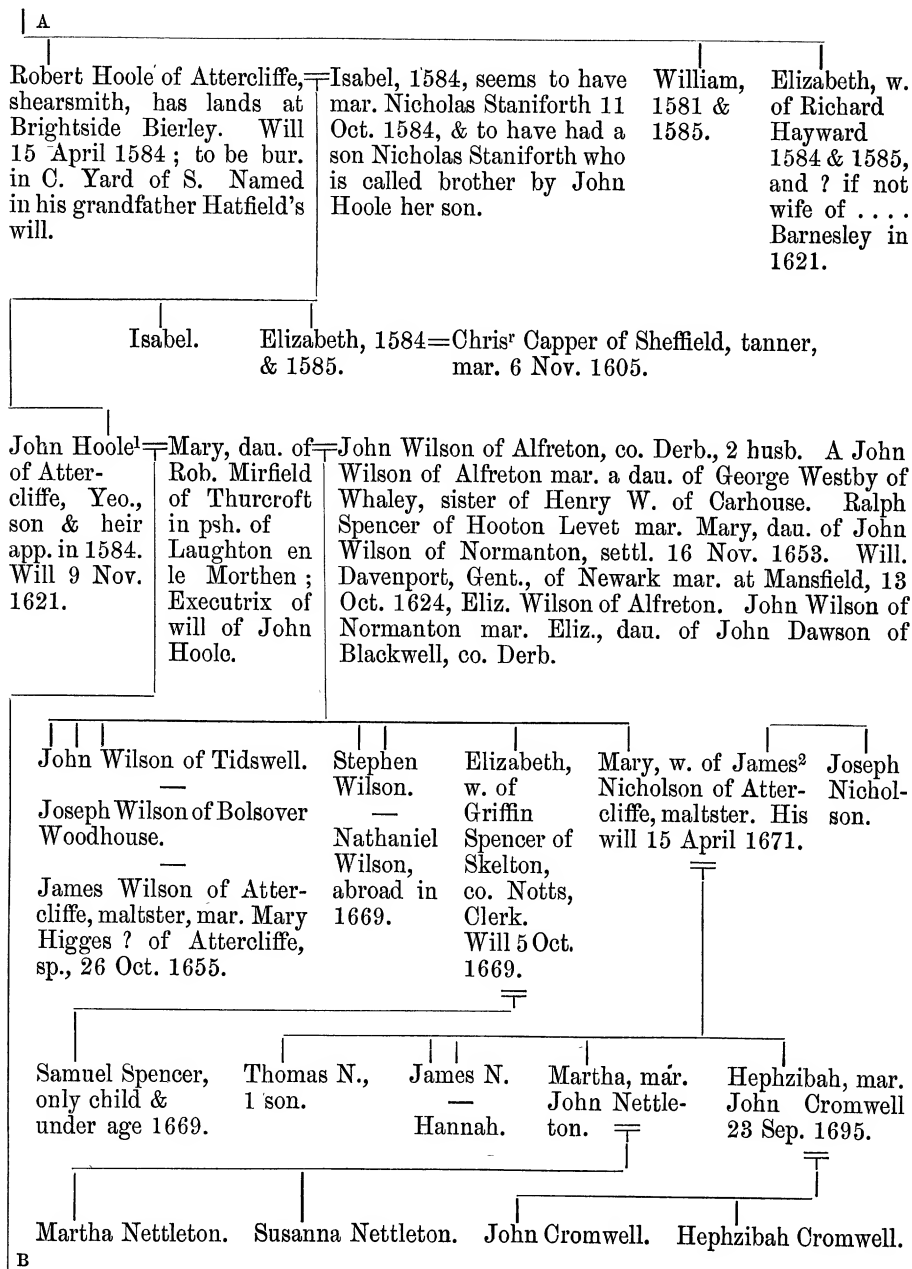 A
Robert Hoole of Attercliffe,
shearsmith, has lands at
Brightside Bierley. Will
15 April 1584 ; to be bur.
in C. Yard of S. Named
in his grandfather Hatfield's
will.
Isabel, 1584, seems to have
mar. Nicholas Staniforth 11
Oct. 1584, & to have had a
son Nicholas Staniforth who
is called brother by John
Hoole her son.
William,
1581 &
1585.
Elizabeth, w.
of Richard
Hayward
1584 & 1585,
and ? if not
wife of . . . .
Barnesley in
1621.
Isabel.
Elizabeth, 1584
& 1585.
=Chrisr Capper of Sheffield, tanner,
mar. 6 Nov. 1605.
John Hoole¹
of Atter-
cliffe, Yeo.,
son & heir
app. in 1584.
Will 9 Nov.
1621.
Mary, dau. of
Rob. Mirfield
of Thurcroft
in psh. of
Laughton en
le Morthen ;
Executrix of
will of John
Hoole.
John Wilson of Alfreton, co. Derb., 2 husb. A John
Wilson of Alfreton mar. a dau. of George Westby of
Whaley, sister of Henry W. of Carhouse. Ralph
Spencer of Hooton Levet mar. Mary, dau. of John
Wilson of Normanton, settl. 16 Nov. 1653. Will.
Davenport, Gent., of Newark mar. at Mansfield, 13
Oct. 1624, Eliz. Wilson of Alfreton. John Wilson of
Normanton mar. Eliz., dau. of John Dawson of
Blackwell, co. Derb.
John Wilson of Tidswell.
—
Joseph Wilson of Bolsover
Woodhouse.
—
James Wilson of Atter-
cliffe, maltster, mar. Mary
Higges ? of Attercliffe,
sp., 26 Oct. 1655.
Stephen
Wilson.
—
Nathaniel
Wilson,
abroad in
1669.
Elizabeth,
w. of
Griffin
Spencer of
Skelton,
co. Notts,
Clerk.
Will 5 Oct.
1669.
Mary, w. of James²
Nicholson of Atter-
cliffe, maltster. His
will 15 April 1671.
Joseph
Nichol-
son.
Samuel Spencer,
only child &
under age 1669.
Thomas N.,
1 son.
James N.
—
Hannah.
Martha, mar.
John Nettle-
ton.
Hephzibah, mar.
John Cromwell
23 Sep. 1695.
Martha Nettleton.
Susanna Nettleton.
John Cromwell.
Hephzibah Cromwell.
B